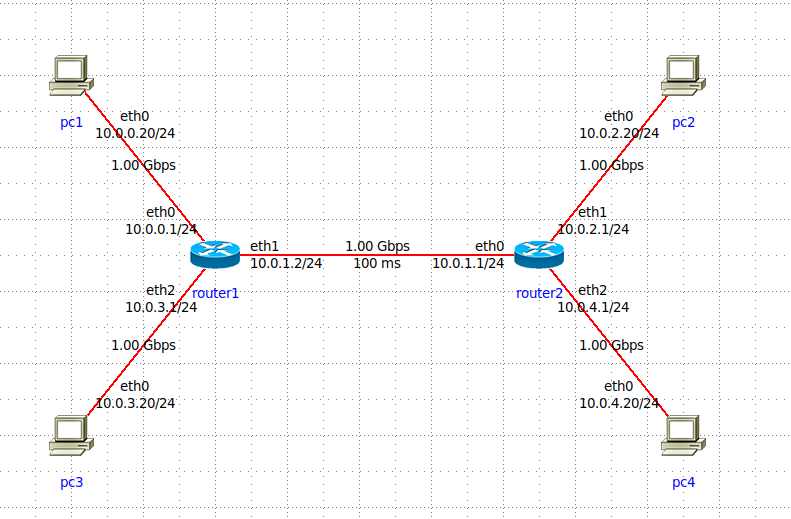 eth0
10.0.0.20/24
pc1
1.00 Gbps
eth0
10.0.0.1/24
eth0
10.0.2.20/24
pc2
1.00 Gbps
eth1
10.0.2.1/24
eth1
10.0.1.2/24
1.00 Gbps
100 ms
eth0
10.0.1.1/24
router1
router2
eth2
10.0.3.1/24
1.00 Gbps
eth0
10.0.3.20/24
pc3
eth2
10.0.4.1/24
1.00 Gbps
eth0
10.0.4.20/24
pc4